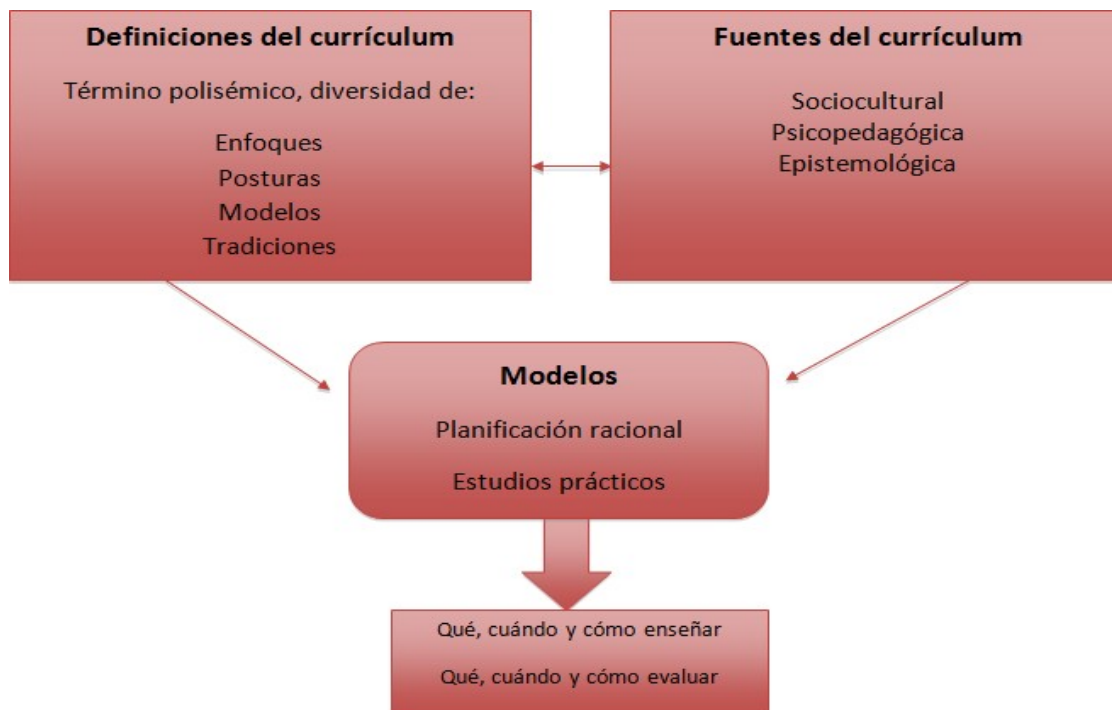 Definiciones del currículum
Término polisémico, diversidad de:
Enfoques
Posturas
Modelos
Tradiciones
Fuentes del currículum
Sociocultural
Psicopedagógica
Epistemológica
Modelos
Planificación racional
Estudios prácticos
Qué, cuándo y cómo enseñar
Qué, cuándo y cómo evaluar